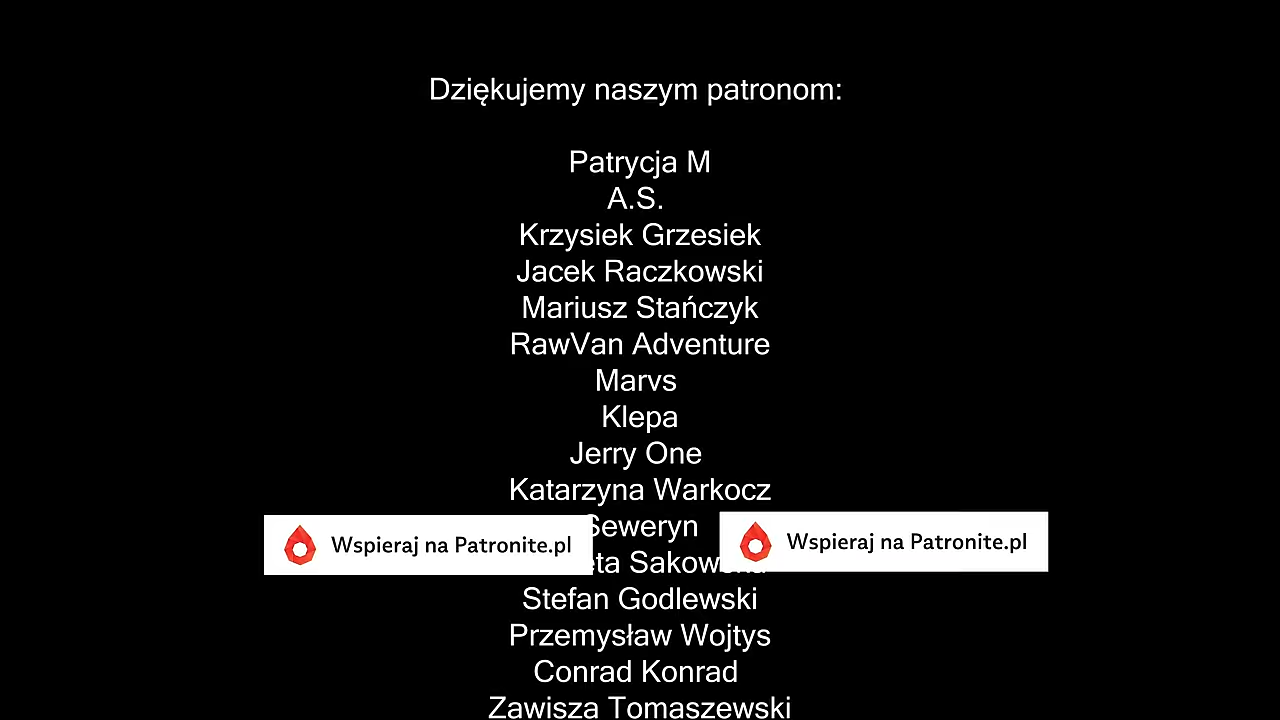 Dziękujemy naszym patronom:
Patrycja M
A.S.
Krzysiek Grzesiek
Jacek Raczkowski
Mariusz Stańczyk
RawVan Adventure
Marvs
Klepa
Jerry One
Katarzyna Warkocz
Seweryn
Wspieraj na Patronite.pl
Wspieraj na Patronite.pl
Stefan Godlewski
Przemysław Wojtys
Conrad Konrad
Zawisza Tomaszewski